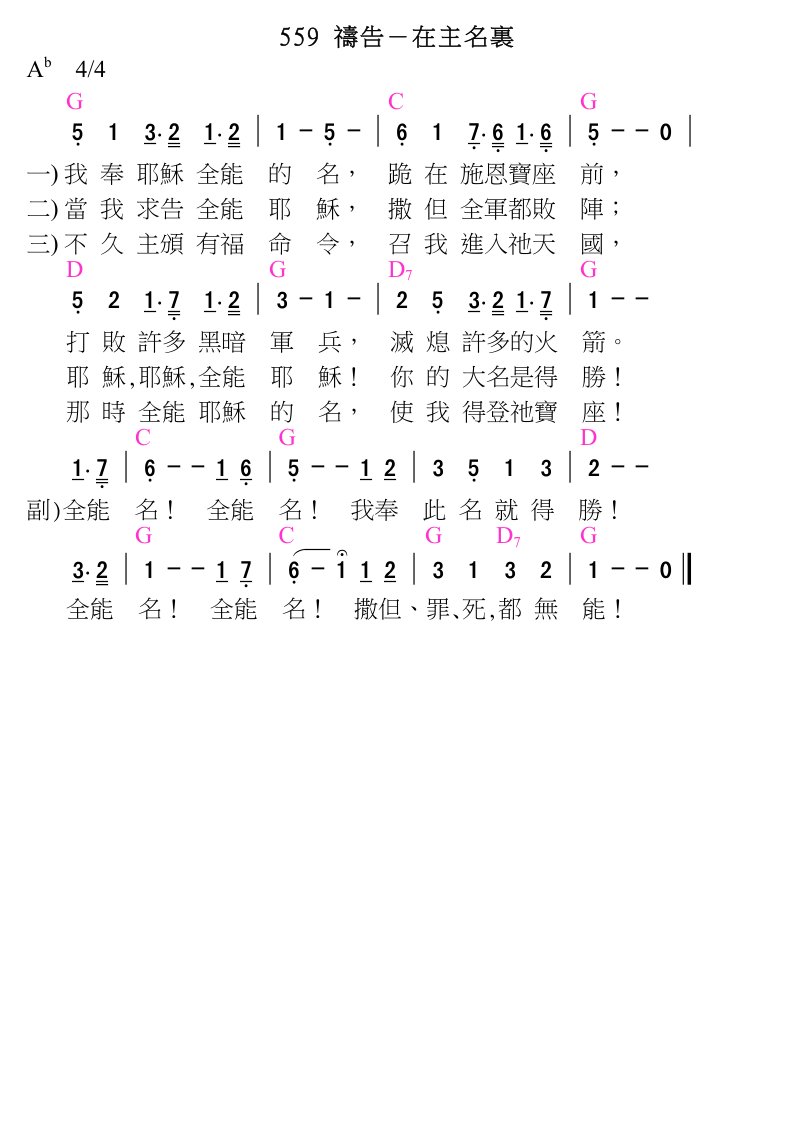 559 禱告－在主名裏
Ab 4/4
G C G
5 1 3·2 1·2 | 1 － 5 － | 6 1 7·6 1·6 | 5 － － 0 |
一)我 奉 耶穌 全能 的 名， 跪 在 施恩寶座 前，
二)當 我 求告 全能 耶 穌， 撒 但 全軍都敗 陣；
三)不 久 主頒 有福 命 令， 召 我 進入祂天 國，
D G D7 G
5 2 1·7 1·2 | 3 － 1 － | 2 5 3·2 1·7 | 1 － －
打 敗 許多 黑暗 軍 兵， 滅 熄 許多的火 箭。
耶 穌,耶穌,全能 耶 穌！ 你 的 大名是得 勝！
那 時 全能 耶穌 的 名， 使 我 得登祂寶 座！
C G D
1·7 | 6 － － 1 6 | 5 － － 1 2 | 3 5 1 3 | 2 － －
副)全能 名！ 全能 名！ 我奉 此 名 就 得 勝！
G C G D7 G
3·2 | 1 － － 1 7 | 6 － 1 1 2 | 3 1 3 2 | 1 － － 0 ‖
全能 名！ 全能 名！ 撒但、罪、死,都 無 能！